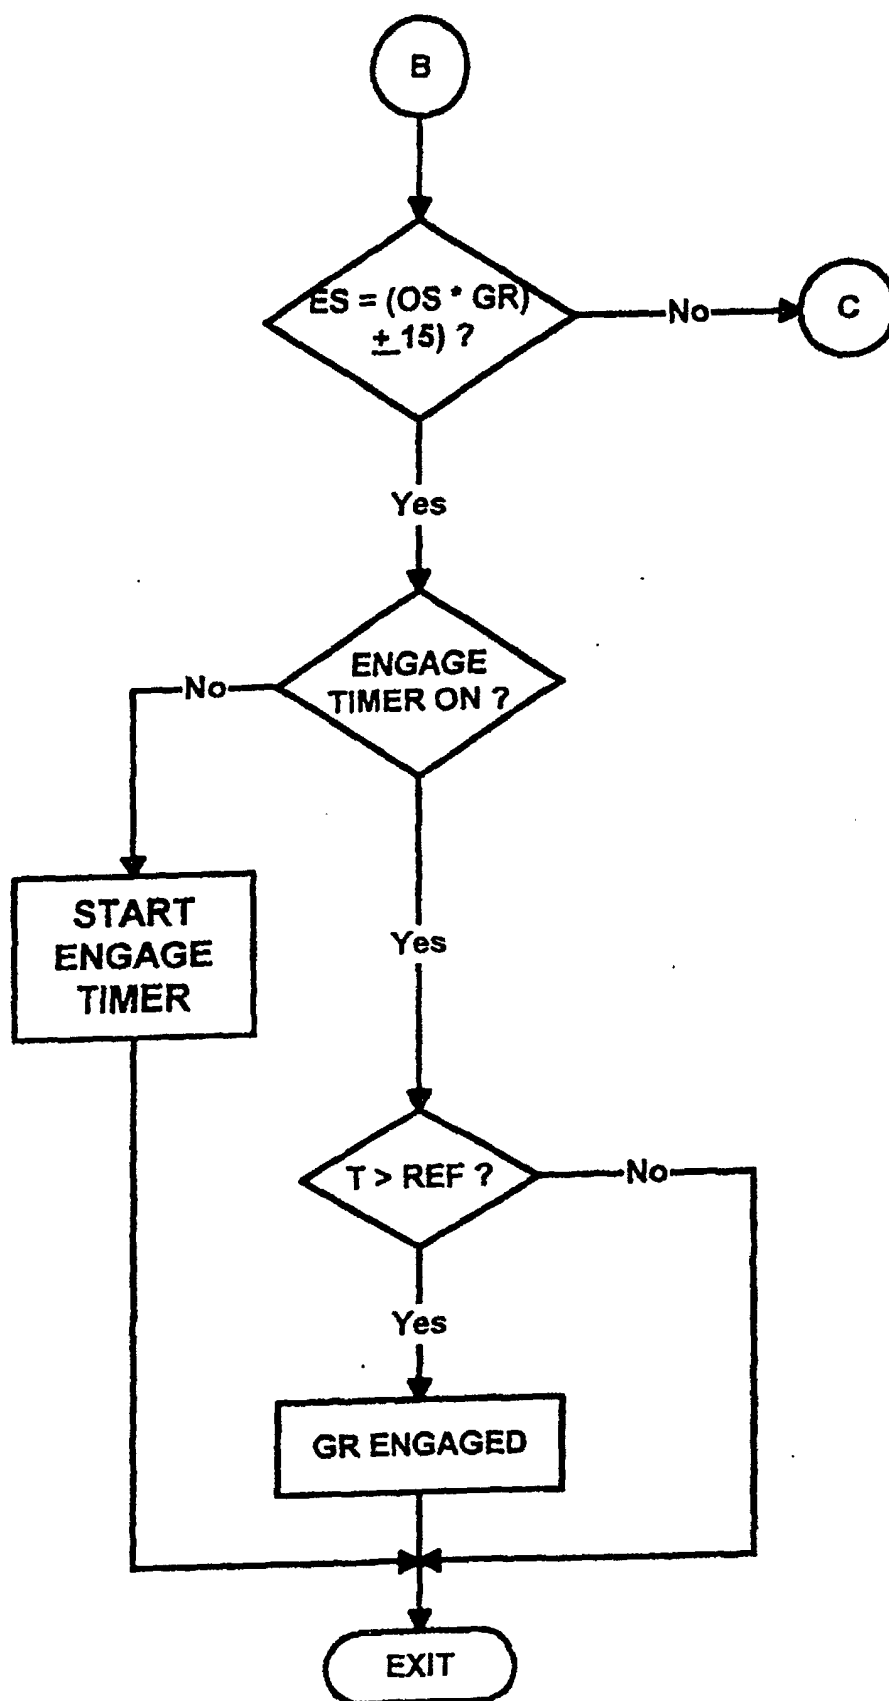 B
ES = (OS * GR)
± 15) ?
No
C
Yes
ENGAGE
TIMER ON ?
No
START
ENGAGE
TIMER
Yes
T > REF ?
No
Yes
GR ENGAGED
EXIT